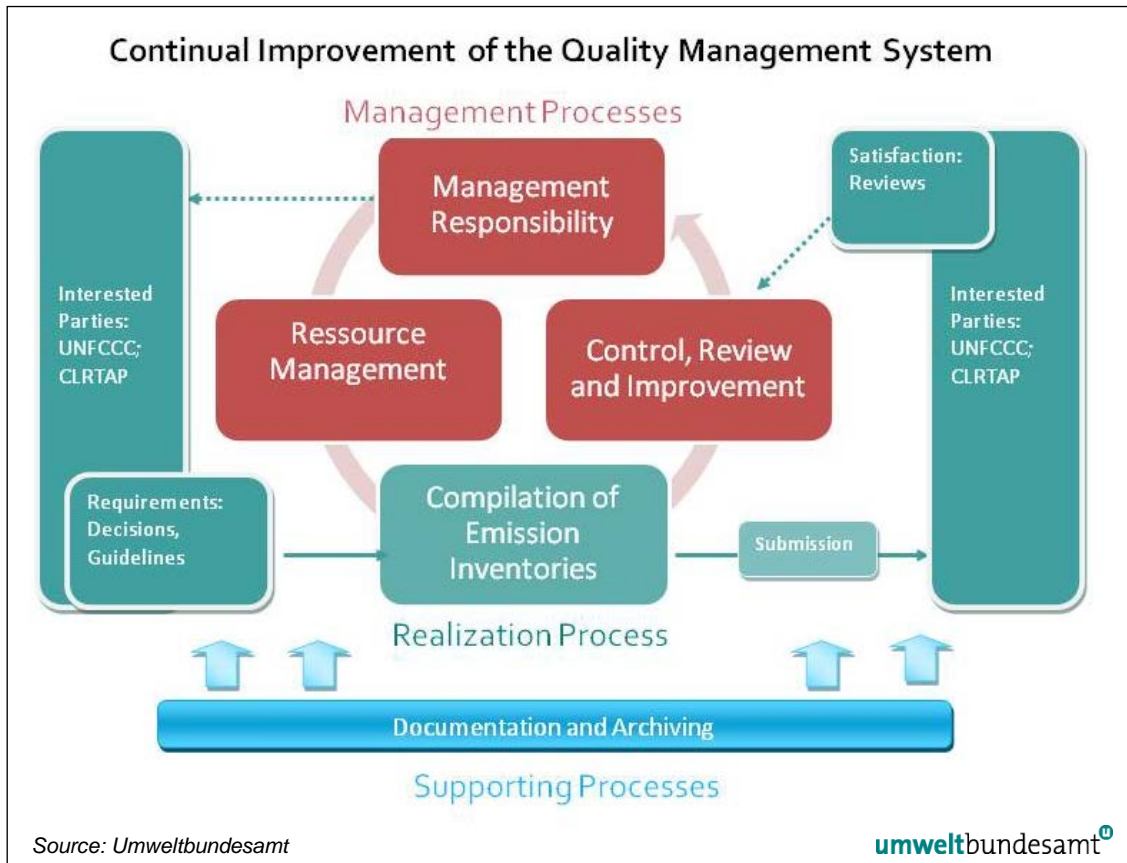 Continual Improvement of the Quality Management System
Management Processes
Management
Responsibility
Satisfaction:
Reviews
Interested
Parties:
UNFCCC;
CLRTAP
Ressource
Management
Control, Review
and Improvement
Interested
Parties:
UNFCCC;
CLRTAP
Requirements:
Decisions,
Guidelines
Compilation of
Emission
Inventories
Submission
Realization Process
Documentation and Archiving
Supporting Processes
Source: Umweltbundesamt
umweltbundesamt
u